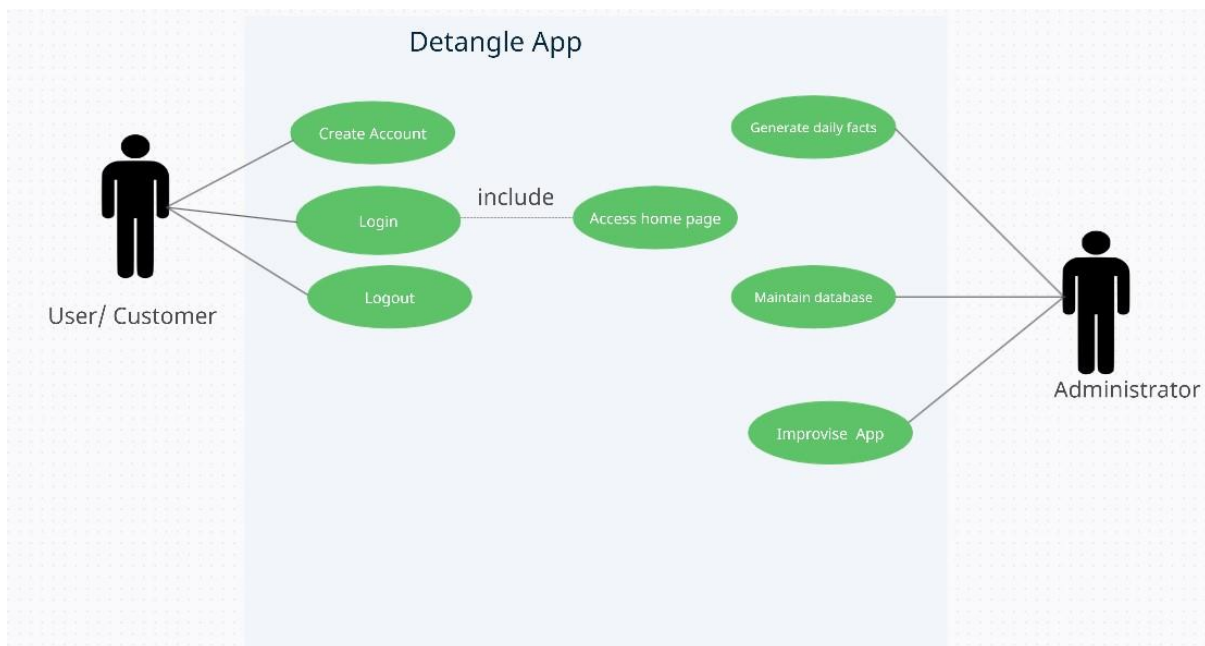 Detangle App
Create Account
Generate daily facts
include
Login
Access home page
Logout
Maintain database
User/ Customer
Administrator
Improvise App